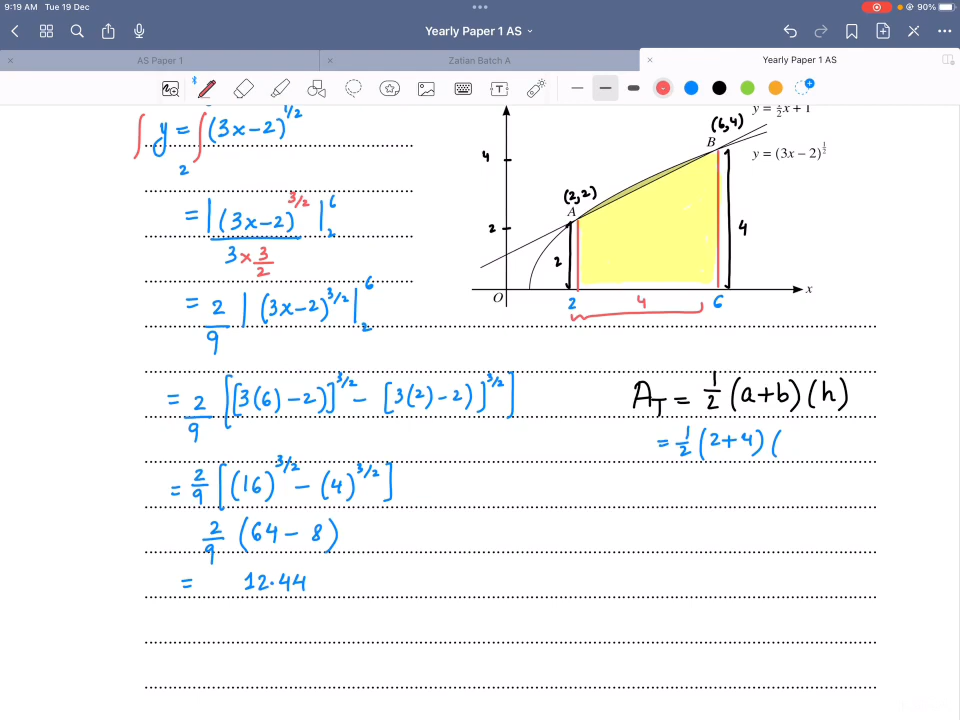 9:19 AM Tue 19 Dec
90%
Yearly Paper 1 AS
AS Paper 1
Zatian Batch A
Yearly Paper 1 AS
∫ y = ∫₂ (3x-2)^1/2
= |(3x-2)^3/2 / (3 × 3/2)|₂⁶
= 2/9 |(3x-2)^3/2|₂⁶
= 2/9 [[3(6)-2)]^3/2 - [3(2)-2)]^3/2]
= 2/9 [(16)^3/2 - (4)^3/2]
2/9 (64 - 8)
= 12.44
y = ½x + 1
(6,4)
B
y = (3x - 2)^½
4
(2,2)
A
2
2
4
O
2
4
6
x
A_T = ½ (a+b)(h)
= ½ (2+4)(